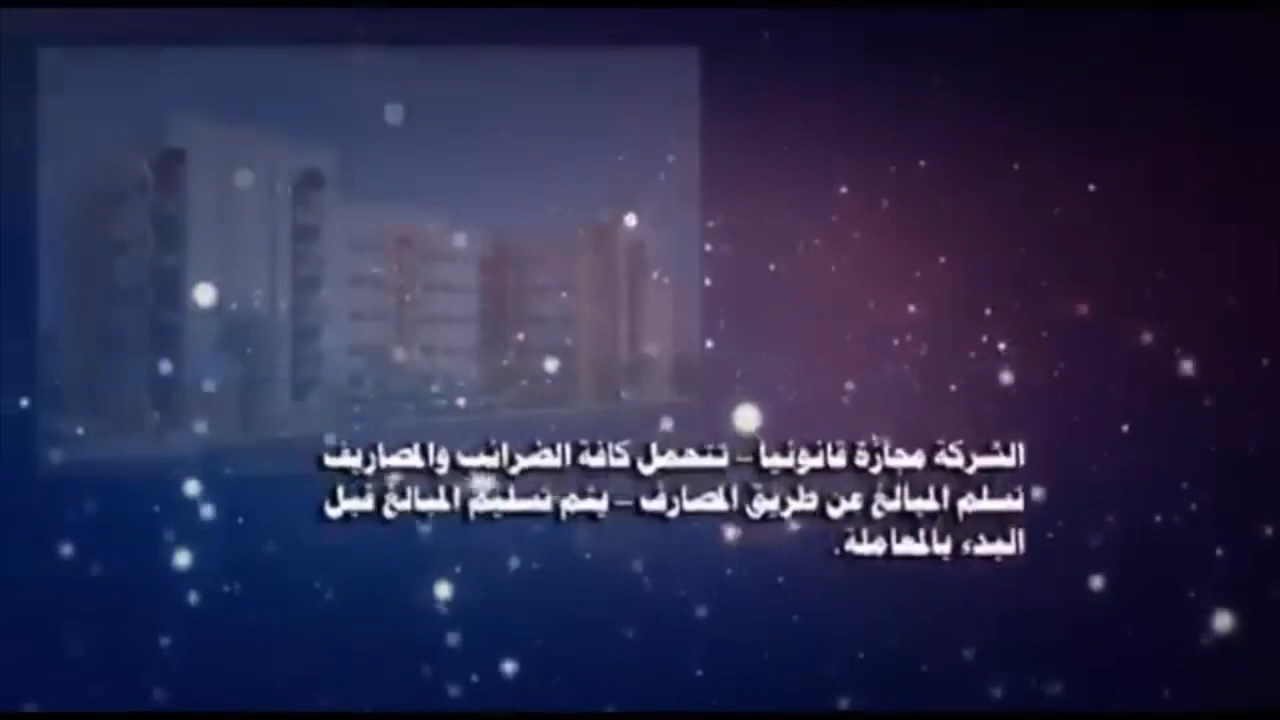 الشركة مجازة قانونيا – تتحمل كافة الضرائب والمصاريف
تسلم المبالغ عن طريق المصارف – يتم تسليم المبالغ قبل
البدء بالمعاملة.